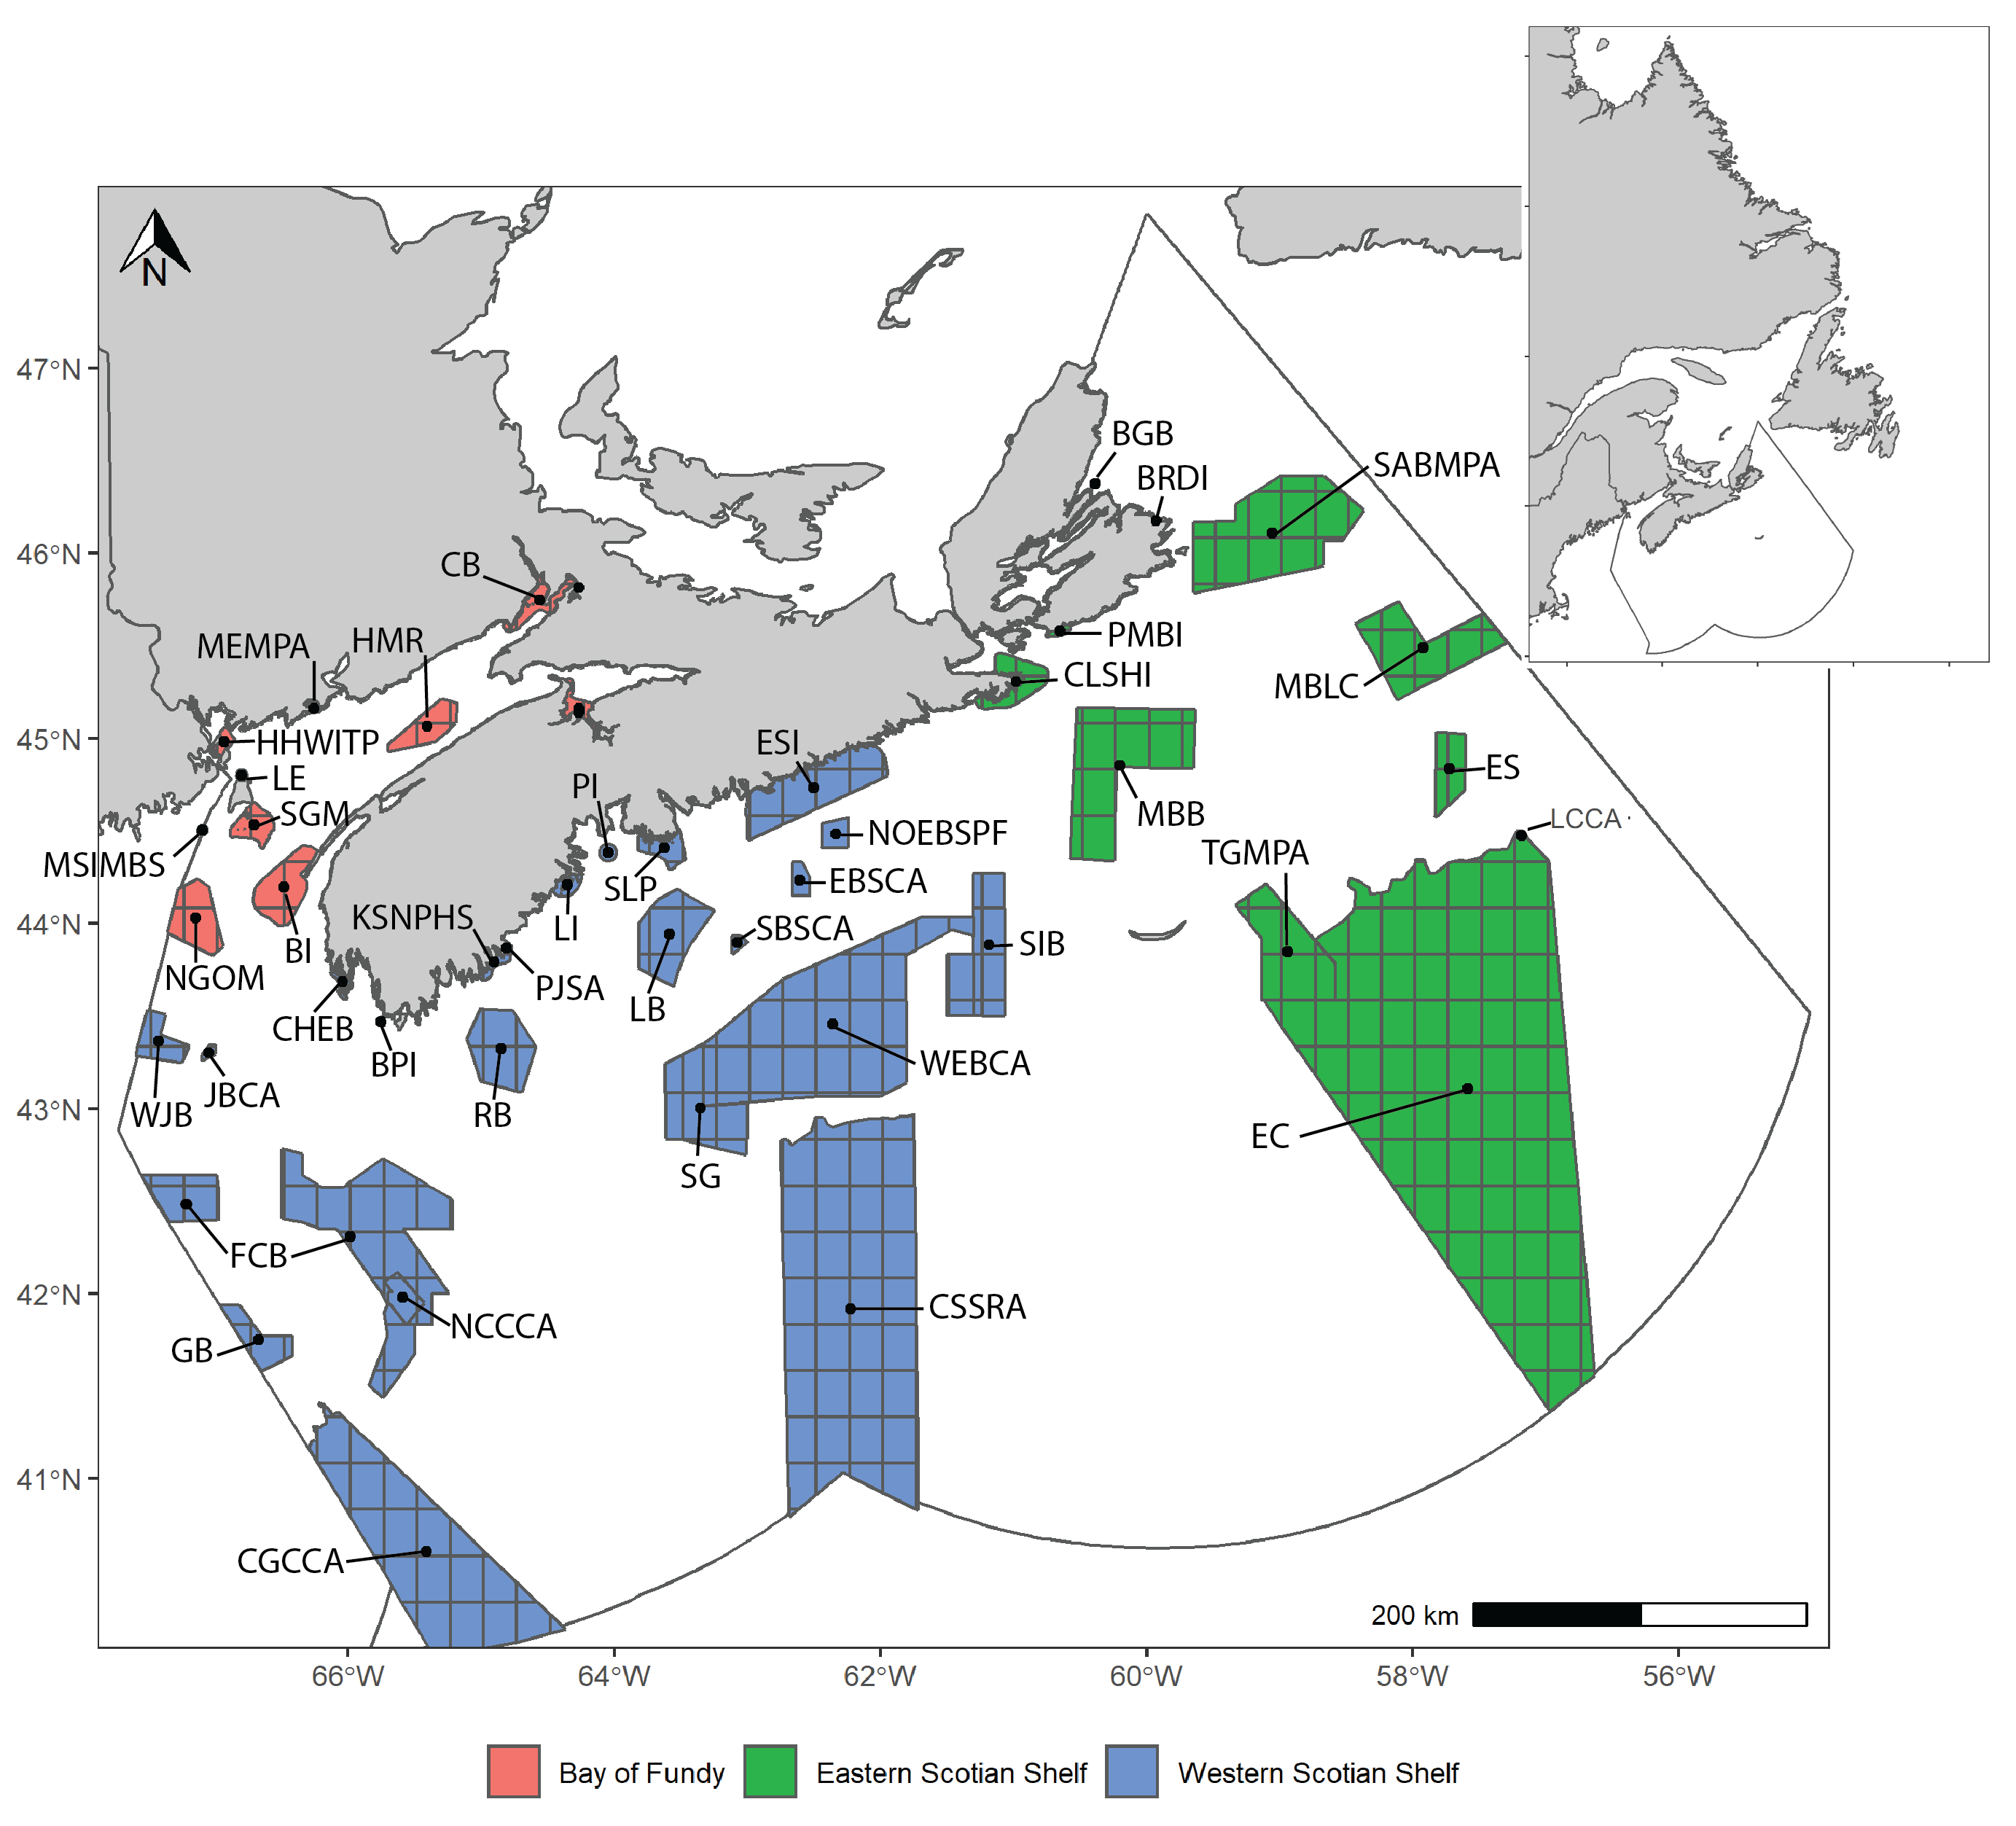 N
47°N
46°N
45°N
44°N
43°N
42°N
41°N
66°W
64°W
62°W
60°W
58°W
56°W
BGB
BRDI
SABMPA
CB
MEMPA
HMR
PMBI
CLSHI
MBLC
HHWITP
LE
SGM
ESI
ES
PI
MBB
LCCA
MSIMBS
NOEBSPF
TGMPA
SLP
EBSCA
KSNPHS
LI
SBSCA
SIB
BI
NGOM
PJSA
LB
CHEB
BPI
WEBCA
JBCA
WJB
RB
EC
SG
FCB
CSSRA
NCCCA
GB
CGCCA
200 km
Bay of Fundy
Eastern Scotian Shelf
Western Scotian Shelf